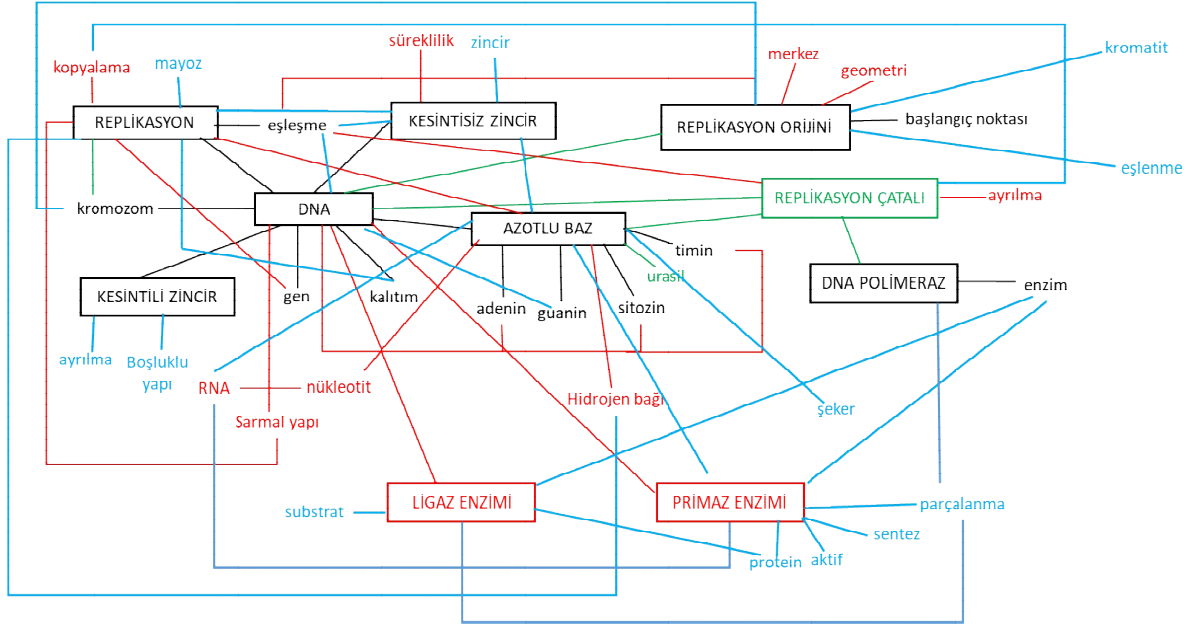 süreklilik
zincir
kromatit
merkez
kopyalama
mayoz
geometri
REPLİKASYON
eşleşme
KESİNTİSİZ ZİNCİR
REPLİKASYON ORİJİNİ
başlangıç noktası
eşlenme
REPLİKASYON ÇATALI
ayrılma
kromozom
DNA
AZOTLU BAZ
timin
urasil
KESİNTİLİ ZİNCİR
gen
kalıtım
adenin
guanin
sitozin
DNA POLİMERAZ
enzim
ayrılma
Boşluklu
yapı
RNA
nükleotit
Hidrojen bağı
şeker
Sarmal yapı
LİGAZ ENZİMİ
PRİMAZ ENZİMİ
parçalanma
substrat
sentez
protein
aktif